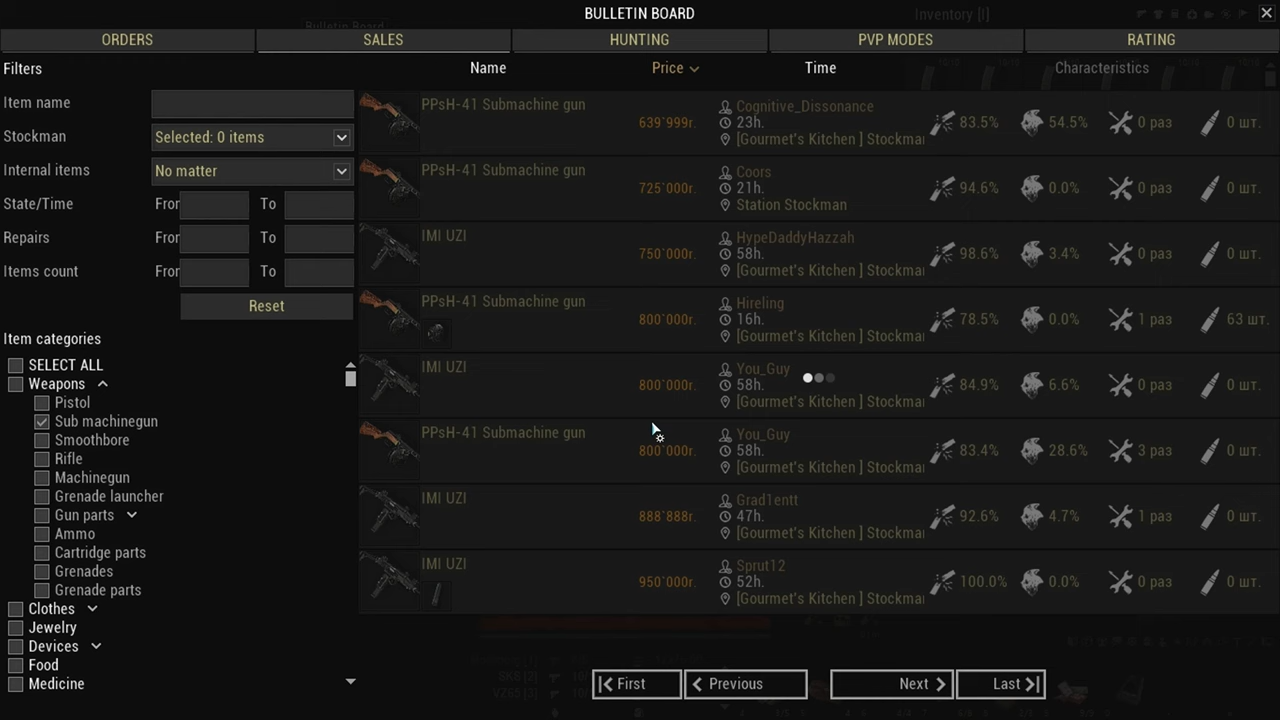 BULLETIN BOARD
Bulletin Board
Inventory [I]
ORDERS
SALES
HUNTING
PVP MODES
RATING
Filters
Name
Price
Time
Characteristics
Item name
Stockman
Selected: 0 items
Internal items
No matter
State/Time
From
To
Repairs
From
To
Items count
From
To
Reset
Item categories
SELECT ALL
Weapons
Pistol
Sub machinegun
Smoothbore
Rifle
Machinegun
Grenade launcher
Gun parts
Ammo
Cartridge parts
Grenades
Grenade parts
Clothes
Jewelry
Devices
Food
Medicine
PPsH-41 Submachine gun
639'999r.
Cognitive_Dissonance
23h.
[Gourmet's Kitchen ] Stockma
83.5%
54.5%
0 раз
0 шт.
PPsH-41 Submachine gun
725'000r.
Coors
21h.
Station Stockman
94.6%
0.0%
0 раз
0 шт.
IMI UZI
750'000r.
HypeDaddyHazzah
58h.
[Gourmet's Kitchen ] Stockma
98.6%
3.4%
0 раз
0 шт.
PPsH-41 Submachine gun
800'000r.
Hireling
16h.
[Gourmet's Kitchen ] Stockma
78.5%
0.0%
1 раз
63 шт.
IMI UZI
800'000r.
You_Guy
58h.
[Gourmet's Kitchen ] Stockma
84.9%
6.6%
0 раз
0 шт.
PPsH-41 Submachine gun
800'000r.
You_Guy
58h.
[Gourmet's Kitchen ] Stockma
83.4%
28.6%
3 раз
0 шт.
IMI UZI
888'888r.
Grad1entt
47h.
[Gourmet's Kitchen ] Stockma
92.6%
4.7%
1 раз
0 шт.
IMI UZI
950'000r.
Sprut12
52h.
[Gourmet's Kitchen ] Stockma
100.0%
0.0%
0 раз
0 шт.
First
Previous
Next
Last